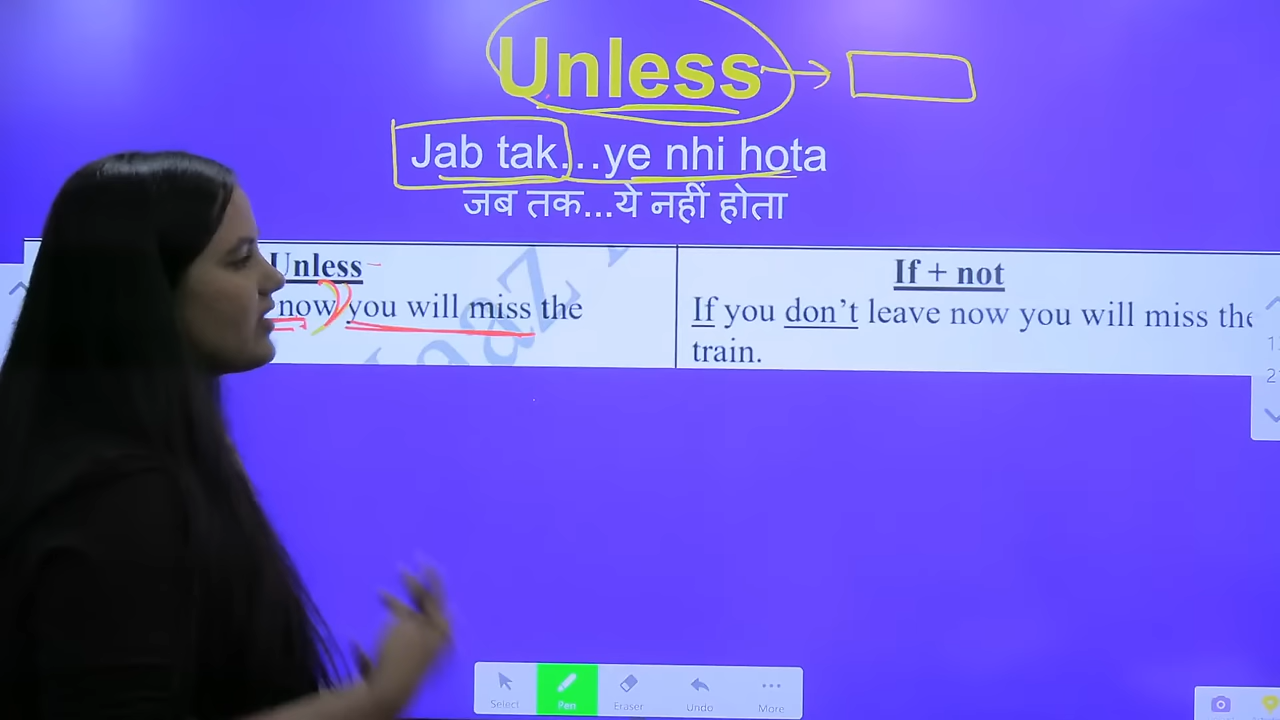 Unless
Jab tak...ye nhi hota
जब तक...ये नहीं होता
Unless
now you will miss the
If + not
If you don't leave now you will miss the
train.
Select
Pen
Eraser
Undo
More